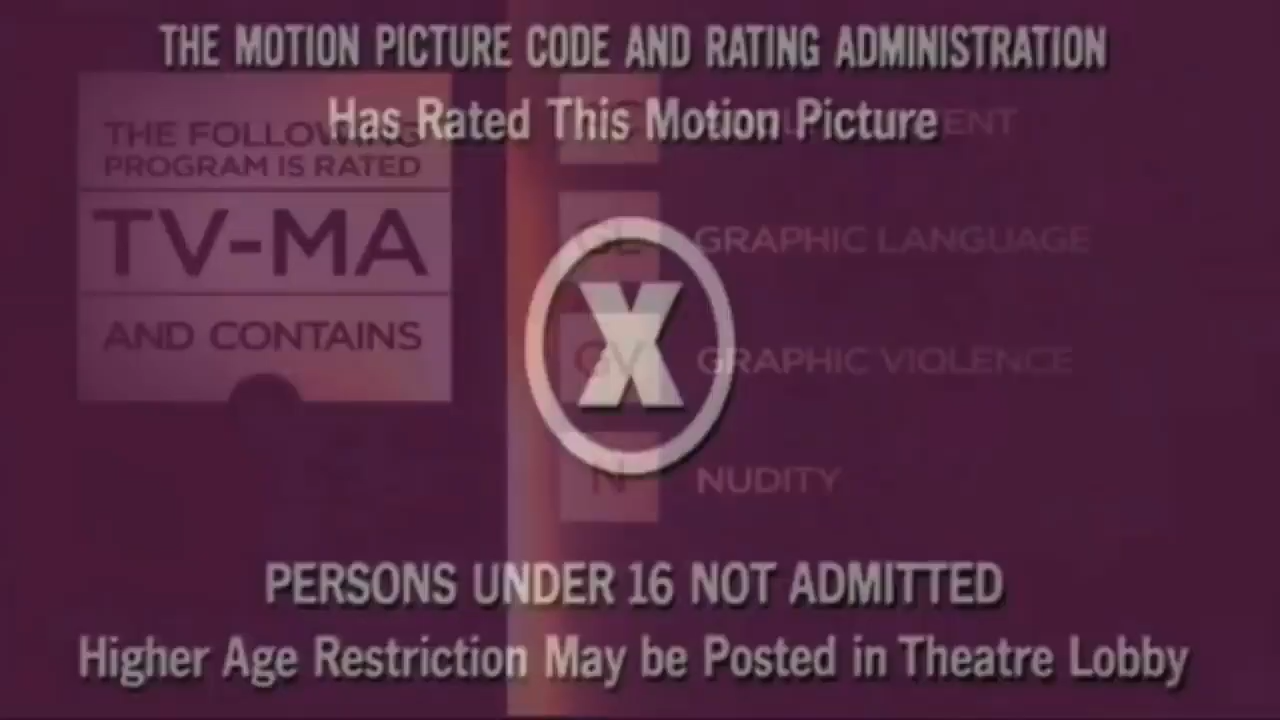 THE MOTION PICTURE CODE AND RATING ADMINISTRATION
Has Rated This Motion Picture
THE FOLLOWING
PROGRAM IS RATED
TV-MA
AND CONTAINS
GRAPHIC LANGUAGE
GV GRAPHIC VIOLENCE
N NUDITY
X
PERSONS UNDER 16 NOT ADMITTED
Higher Age Restriction May be Posted in Theatre Lobby